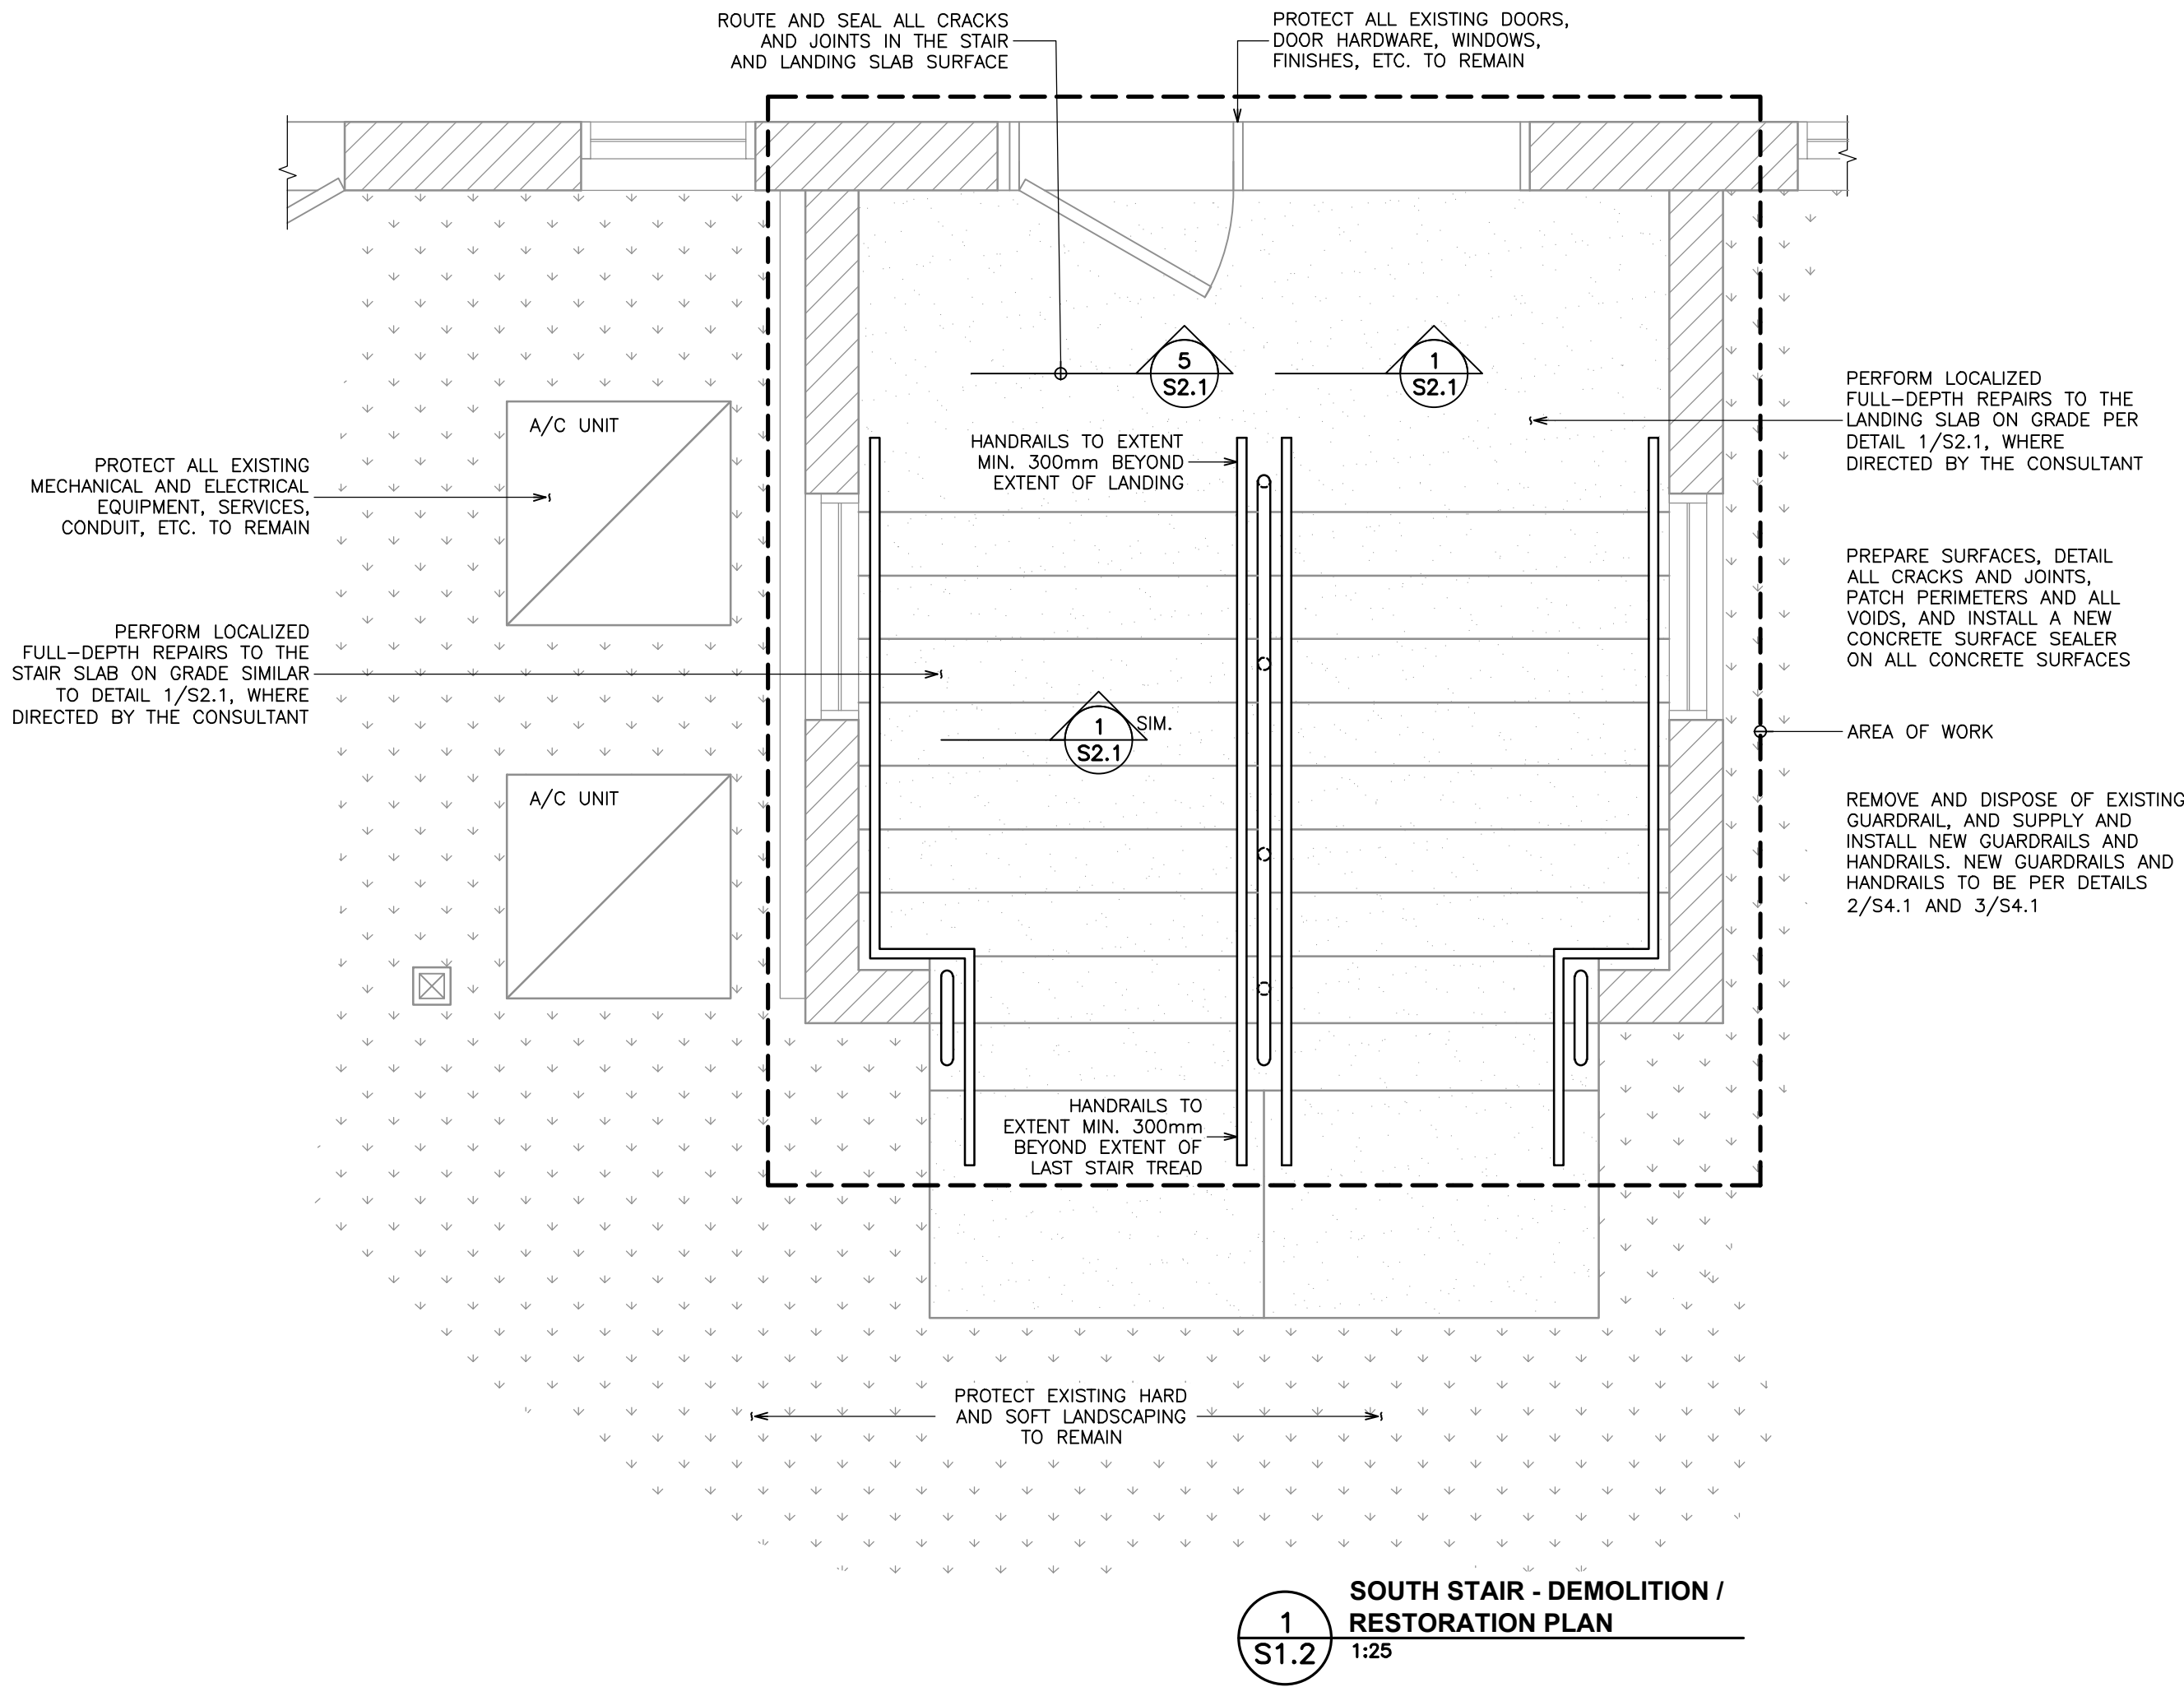 ROUTE AND SEAL ALL CRACKS
AND JOINTS IN THE STAIR
AND LANDING SLAB SURFACE
PROTECT ALL EXISTING DOORS,
DOOR HARDWARE, WINDOWS,
FINISHES, ETC. TO REMAIN
5
S2.1
1
S2.1
PERFORM LOCALIZED
FULL-DEPTH REPAIRS TO THE
LANDING SLAB ON GRADE PER
DETAIL 1/S2.1, WHERE
DIRECTED BY THE CONSULTANT
A/C UNIT
HANDRAILS TO EXTENT
MIN. 300mm BEYOND
EXTENT OF LANDING
PROTECT ALL EXISTING
MECHANICAL AND ELECTRICAL
EQUIPMENT, SERVICES,
CONDUIT, ETC. TO REMAIN
PREPARE SURFACES, DETAIL
ALL CRACKS AND JOINTS,
PATCH PERIMETERS AND ALL
VOIDS, AND INSTALL A NEW
CONCRETE SURFACE SEALER
ON ALL CONCRETE SURFACES
PERFORM LOCALIZED
FULL-DEPTH REPAIRS TO THE
STAIR SLAB ON GRADE SIMILAR
TO DETAIL 1/S2.1, WHERE
DIRECTED BY THE CONSULTANT
1 SIM.
S2.1
AREA OF WORK
A/C UNIT
REMOVE AND DISPOSE OF EXISTING
GUARDRAIL, AND SUPPLY AND
INSTALL NEW GUARDRAILS AND
HANDRAILS. NEW GUARDRAILS AND
HANDRAILS TO BE PER DETAILS
2/S4.1 AND 3/S4.1
HANDRAILS TO
EXTENT MIN. 300mm
BEYOND EXTENT OF
LAST STAIR TREAD
PROTECT EXISTING HARD
AND SOFT LANDSCAPING
TO REMAIN
1
S1.2
SOUTH STAIR - DEMOLITION /
RESTORATION PLAN
1:25